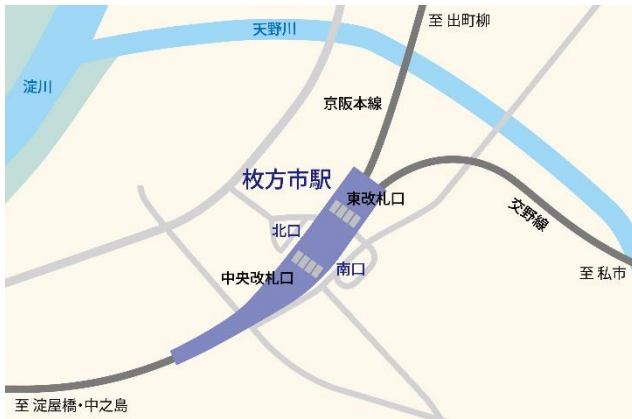 至 出町柳
天野川
淀川
京阪本線
枚方市駅
東改札口
交野線
北口
南口
中央改札口
至 私市
至 淀屋橋・中之島